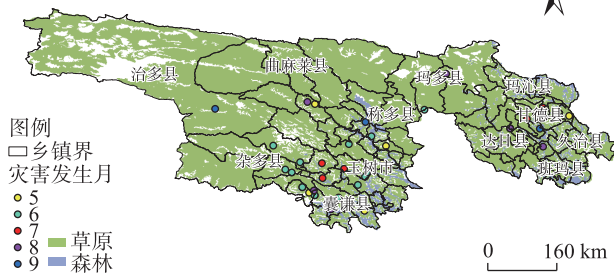 治多县
曲麻莱县
玛多县
玛沁县
称多县
甘德县
达日县
久治县
杂多县
玉树市
班玛县
囊谦县
图例
乡镇界
灾害发生月
5
6
7
8
9
草原
森林
0 160 km